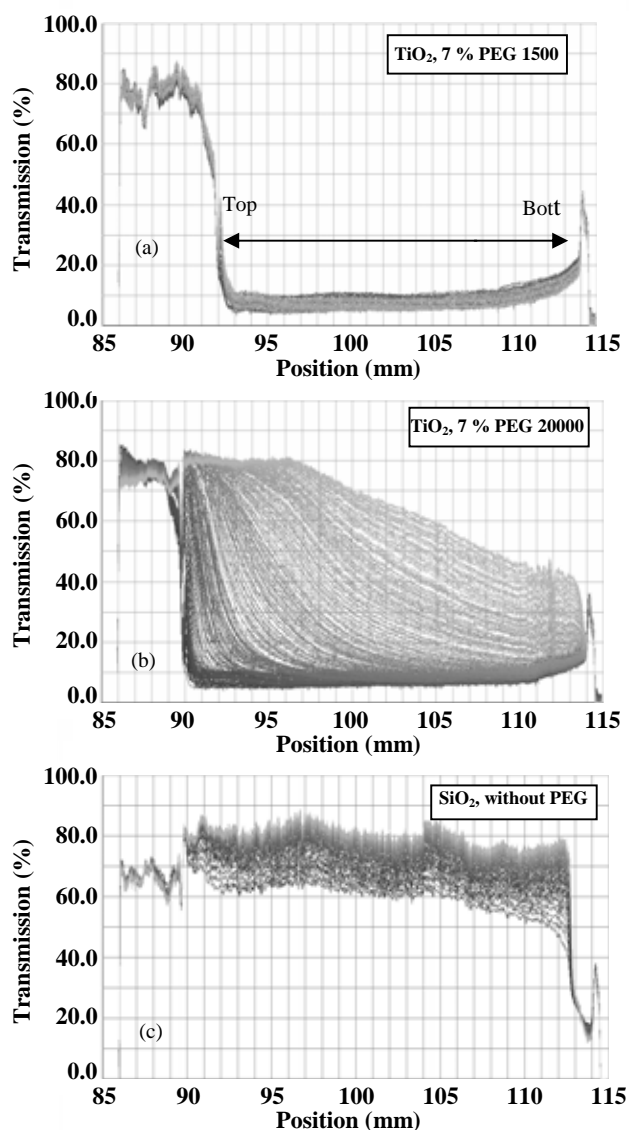 100.0
TiO₂, 7 % PEG 1500
80.0
60.0
40.0
20.0
0.0
Transmission (%)
Top
Bott
(a)
85 90 95 100 105 110 115
Position (mm)
100.0
TiO₂, 7 % PEG 20000
80.0
60.0
40.0
20.0
0.0
Transmission (%)
(b)
85 90 95 100 105 110 115
Position (mm)
100.0
SiO₂, without PEG
80.0
60.0
40.0
20.0
0.0
Transmission (%)
(c)
85 90 95 100 105 110 115
Position (mm)